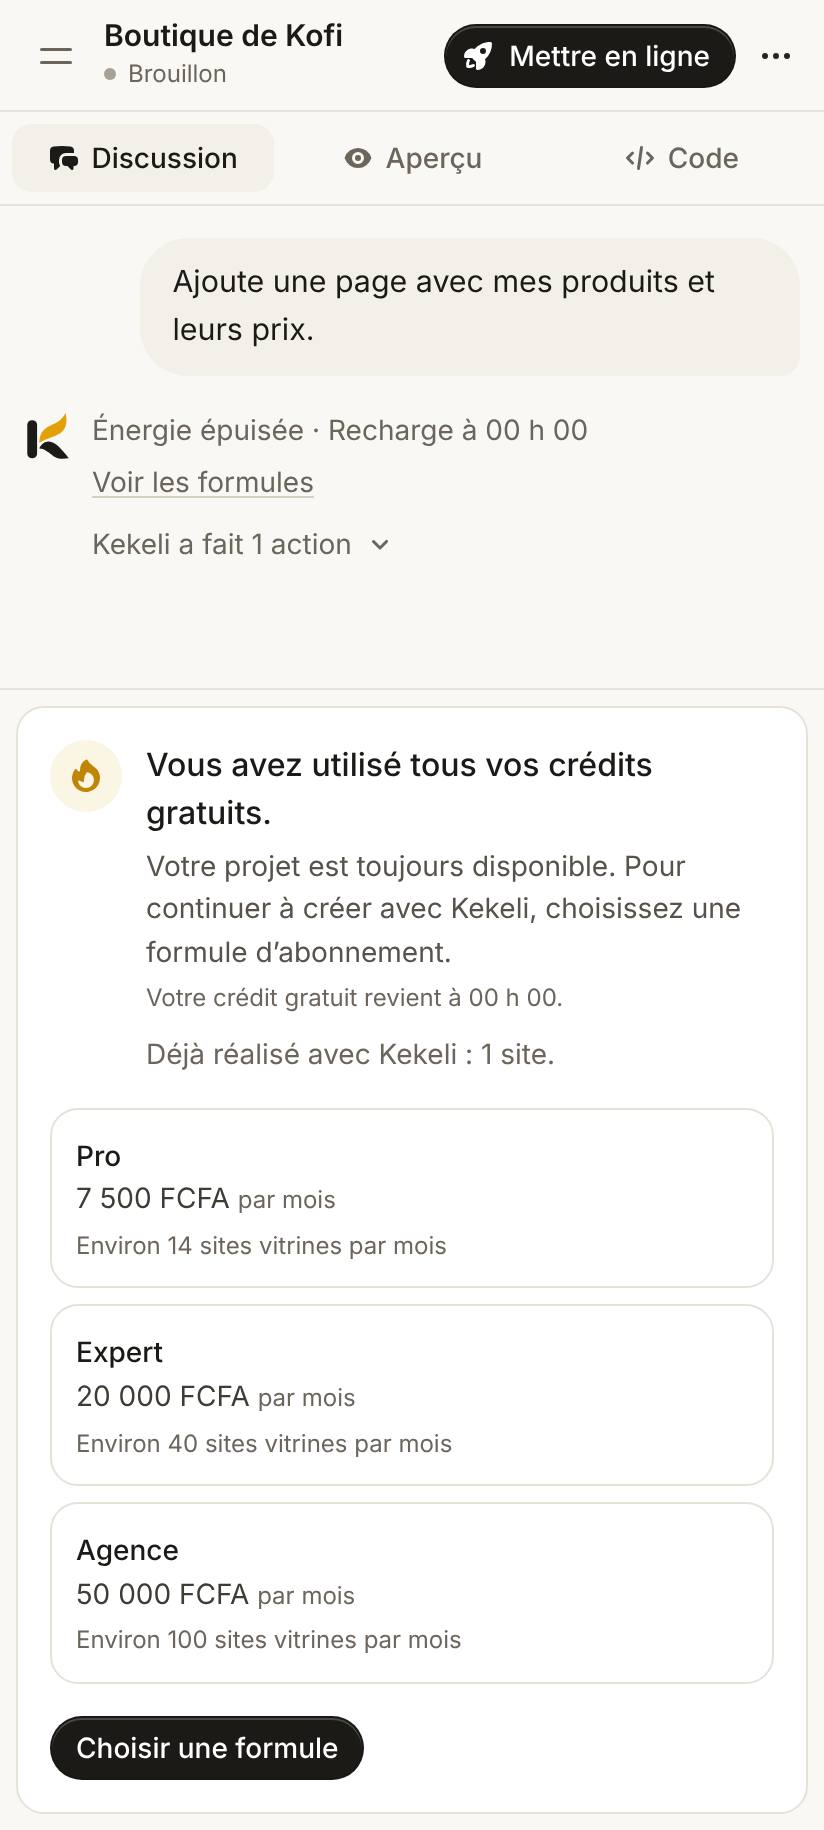 Boutique de Kofi
Brouillon
Mettre en ligne
Discussion
Aperçu
Code
Ajoute une page avec mes produits et
leurs prix.
Énergie épuisée · Recharge à 00 h 00
Voir les formules
Kekeli a fait 1 action
Vous avez utilisé tous vos crédits
gratuits.
Votre projet est toujours disponible. Pour
continuer à créer avec Kekeli, choisissez une
formule d’abonnement.
Votre crédit gratuit revient à 00 h 00.
Déjà réalisé avec Kekeli : 1 site.
Pro
7 500 FCFA par mois
Environ 14 sites vitrines par mois
Expert
20 000 FCFA par mois
Environ 40 sites vitrines par mois
Agence
50 000 FCFA par mois
Environ 100 sites vitrines par mois
Choisir une formule